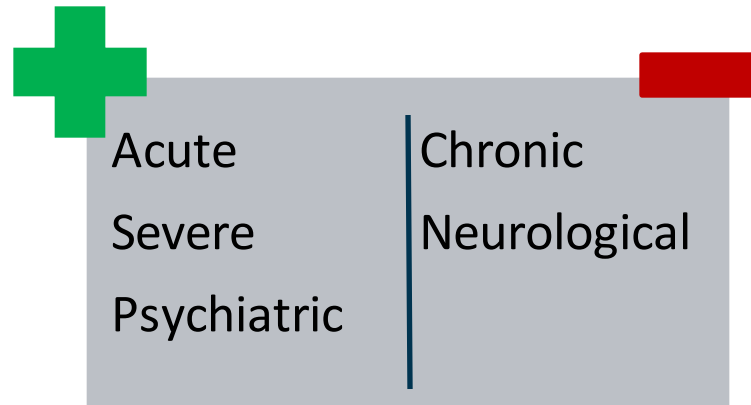 Acute
Severe
Psychiatric
Chronic
Neurological